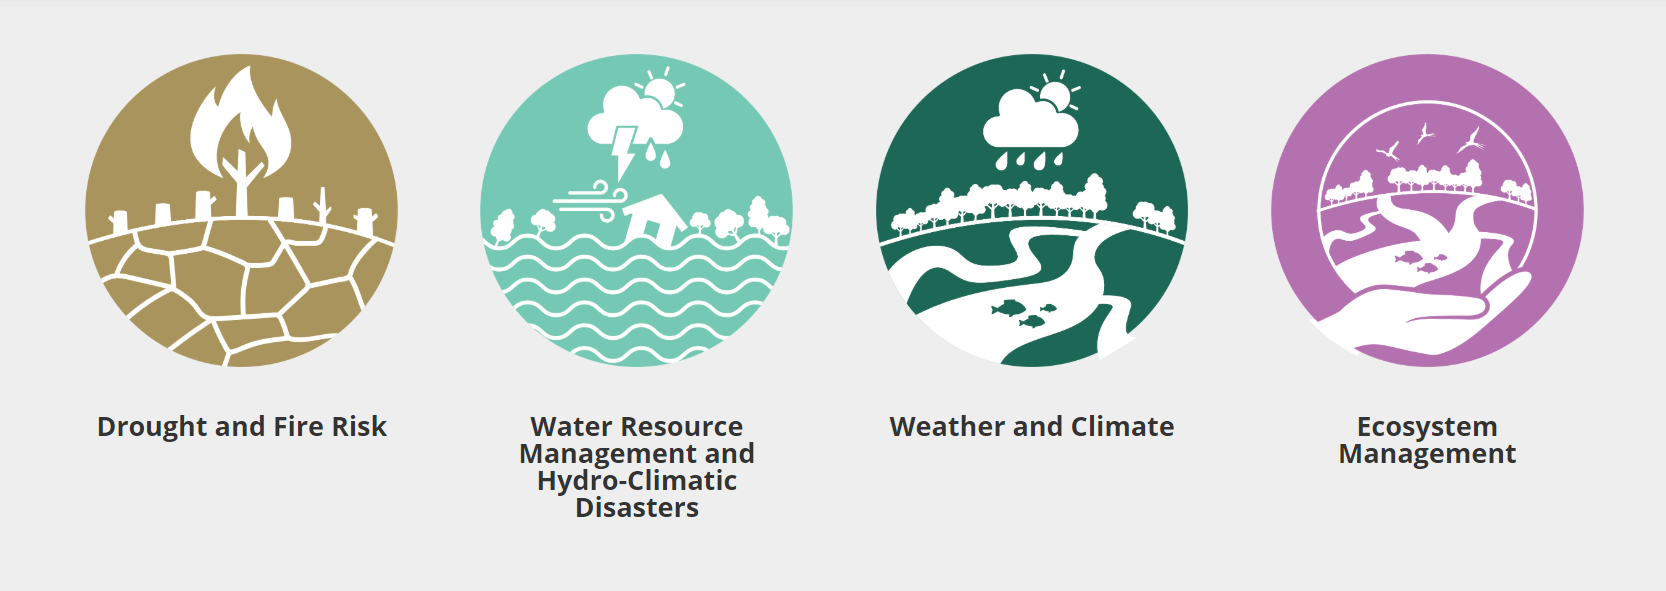 Drought and Fire Risk
Water Resource
Management and
Hydro-Climatic
Disasters
Weather and Climate
Ecosystem
Management